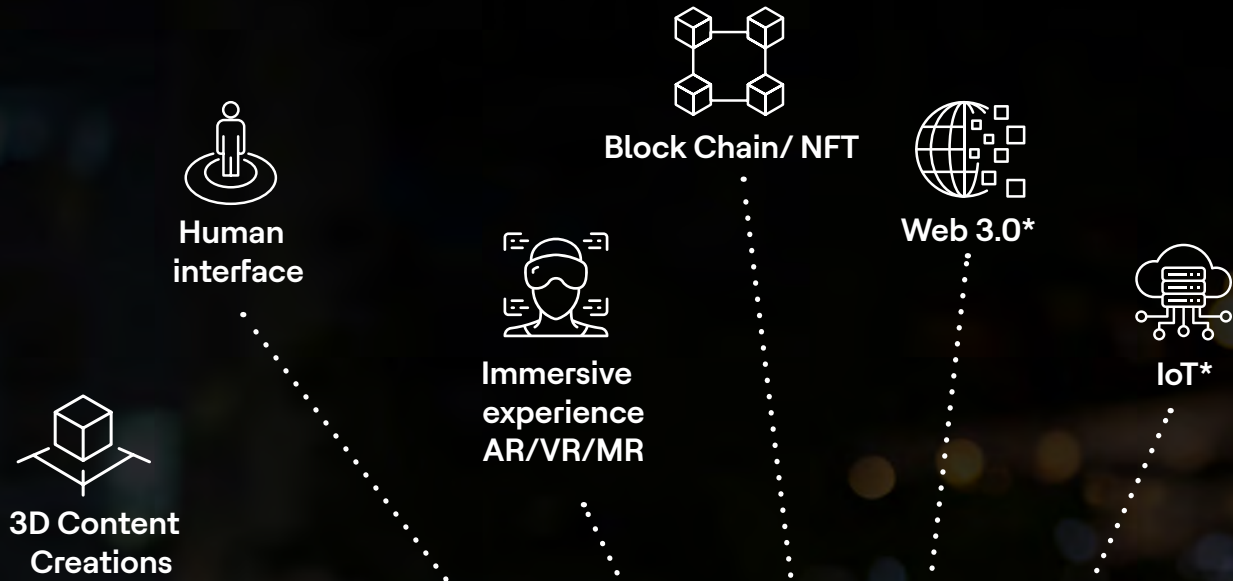 Block Chain/ NFT
Human
interface
Web 3.0*
Immersive
experience
AR/VR/MR
IoT*
3D Content
Creations